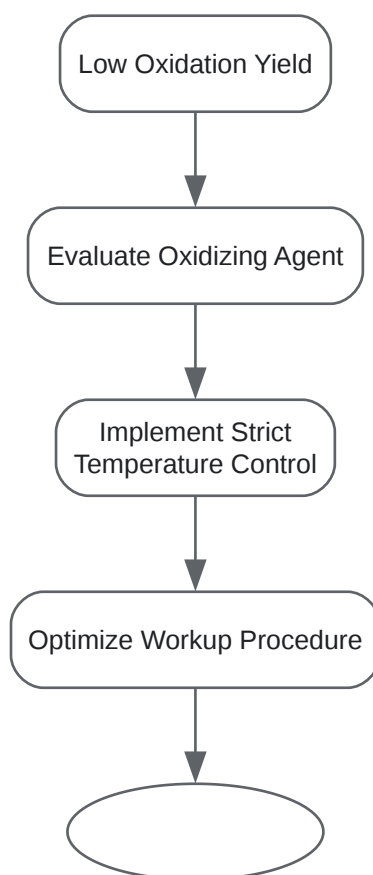 Low Oxidation Yield
Evaluate Oxidizing Agent
Implement Strict
Temperature Control
Optimize Workup Procedure